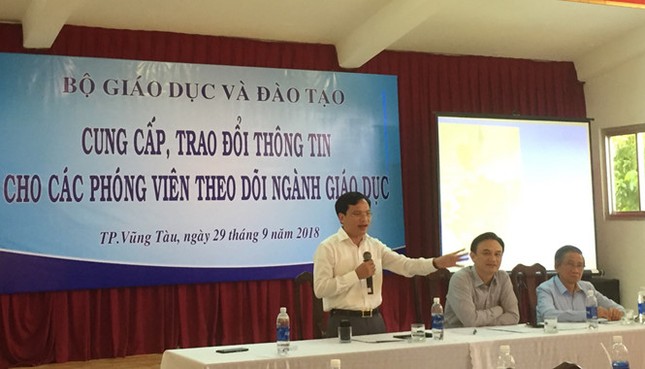 BỘ GIÁO DỤC VÀ ĐÀO TẠO
CUNG CẤP, TRAO ĐỔI THÔNG TIN
CHO CÁC PHÓNG VIÊN THEO DÕI NGÀNH GIÁO DỤC
TP.Vũng Tàu, ngày 29 tháng 9 năm 2018